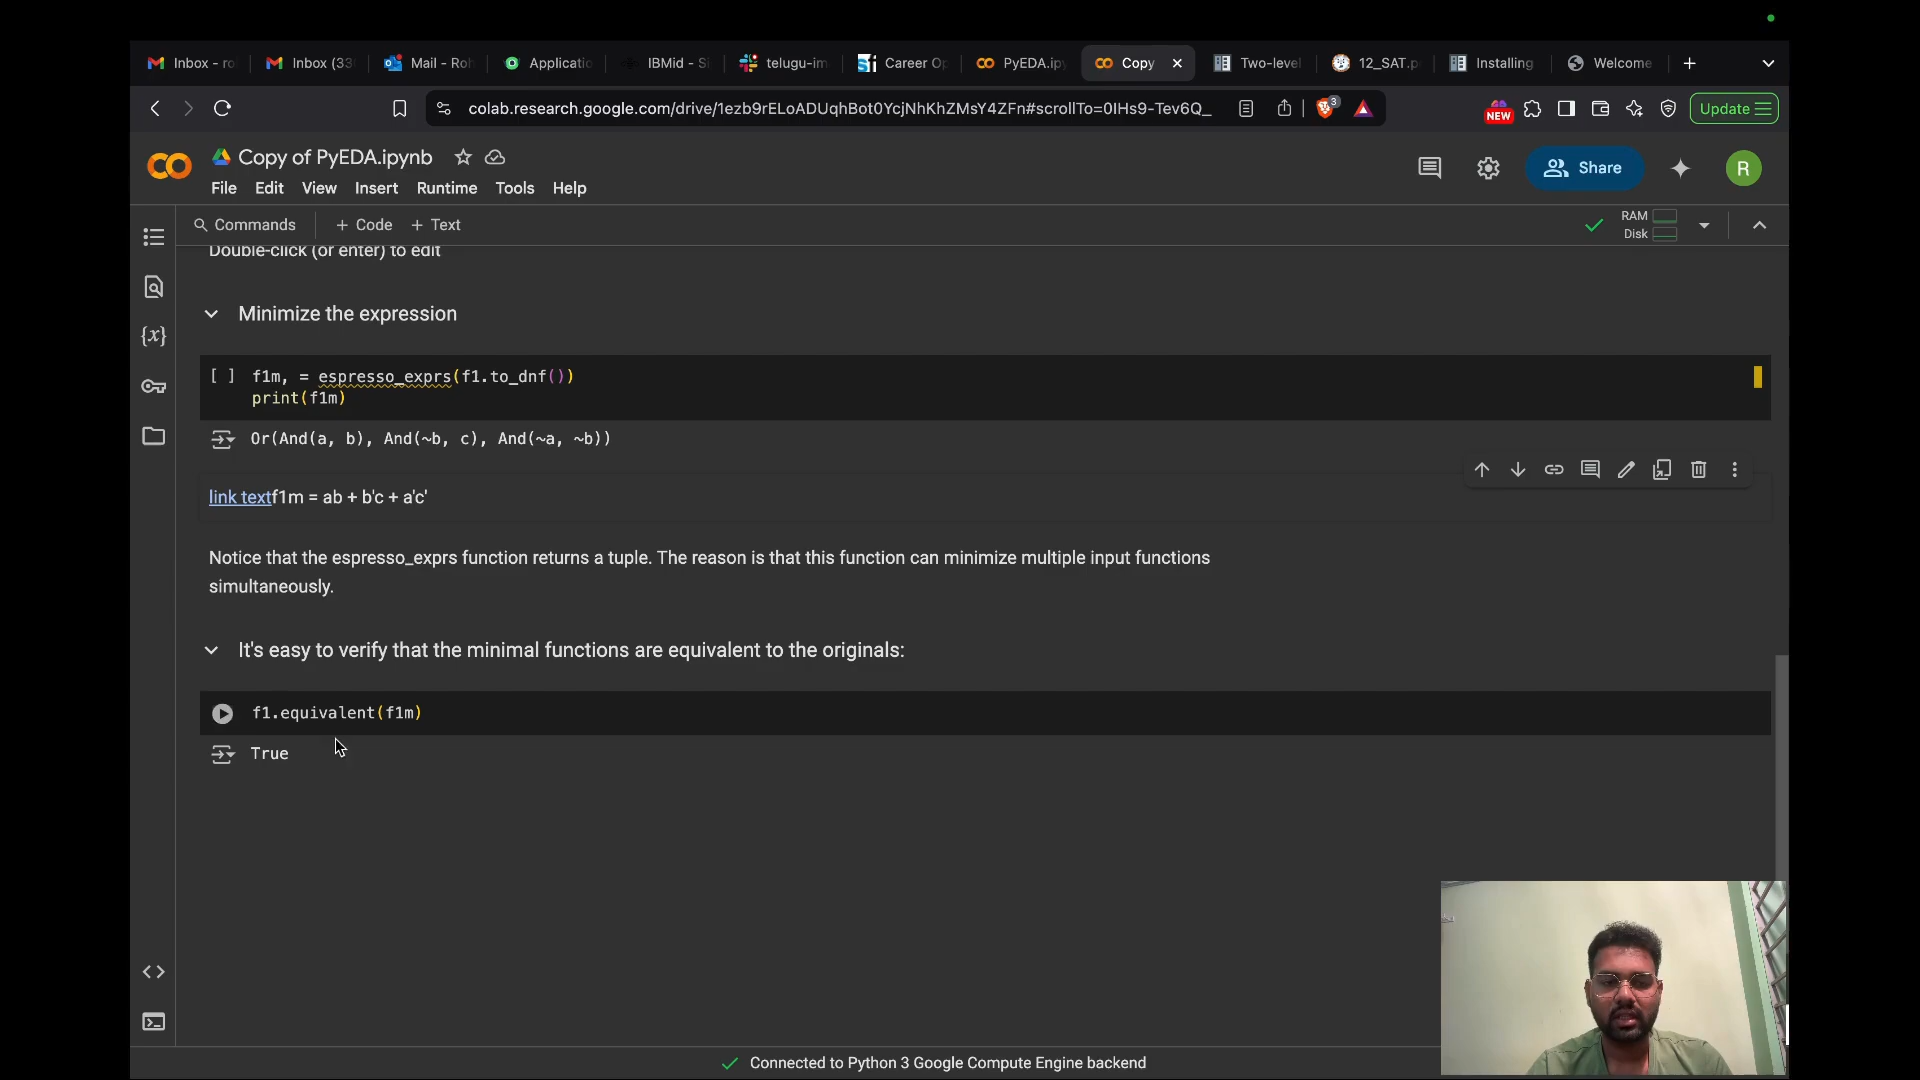 Inbox - ro
Inbox (33
Mail - Roh
Applicatio
IBMid - Si
telugu-im
Career Op
PyEDA.ipy
Copy
Two-level
12_SAT.p
Installing
Welcome
colab.research.google.com/drive/1ezb9rELoADUqhBot0YcjNhKhZMsY4ZFn#scrollTo=0IHs9-Tev6Q_
3
NEW
Update
Copy of PyEDA.ipynb
File Edit View Insert Runtime Tools Help
Share
R
Commands + Code + Text
RAM
Disk
Double-click (or enter) to edit
Minimize the expression
[ ] f1m, = espresso_exprs(f1.to_dnf())
print(f1m)
Or(And(a, b), And(~b, c), And(~a, ~b))
link textf1m = ab + b'c + a'c'
Notice that the espresso_exprs function returns a tuple. The reason is that this function can minimize multiple input functions
simultaneously.
It's easy to verify that the minimal functions are equivalent to the originals:
f1.equivalent(f1m)
True
Connected to Python 3 Google Compute Engine backend